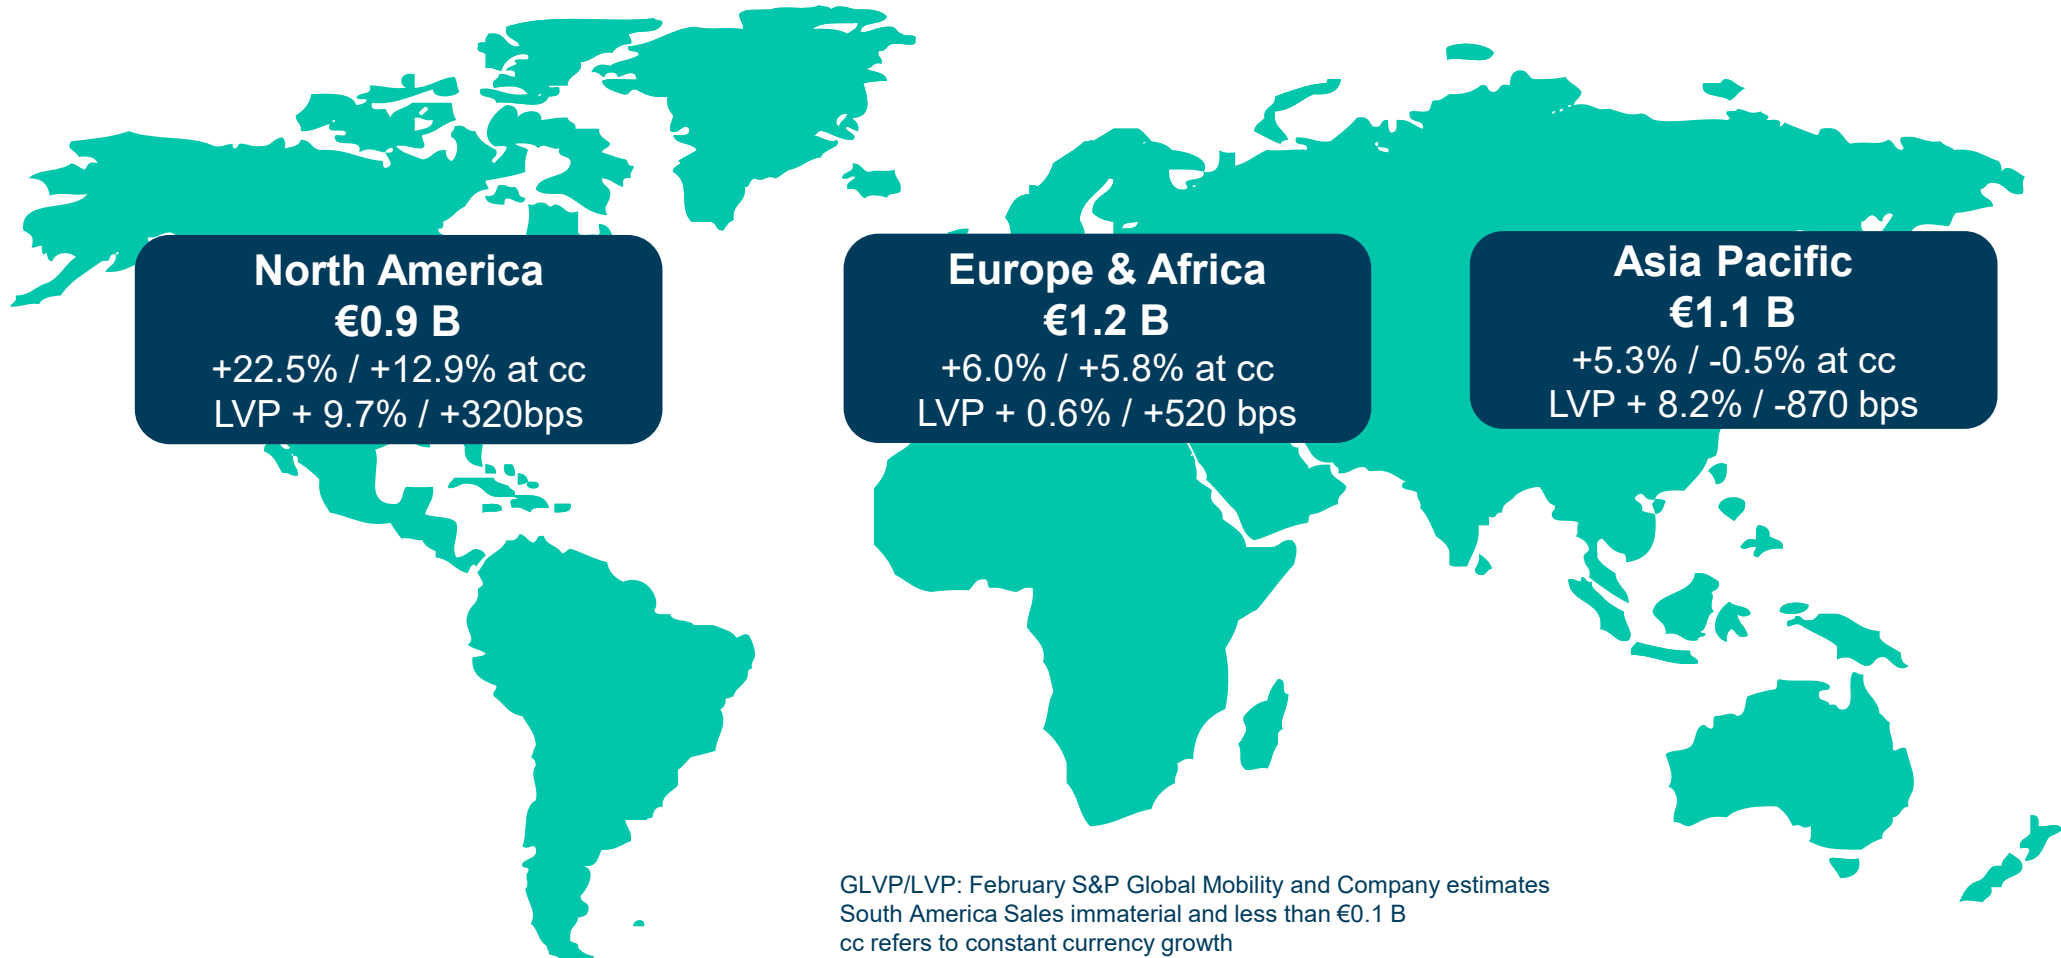 North America
€0.9 B
+22.5% / +12.9% at cc
LVP + 9.7% / +320bps
Europe & Africa
€1.2 B
+6.0% / +5.8% at cc
LVP + 0.6% / +520 bps
Asia Pacific
€1.1 B
+5.3% / -0.5% at cc
LVP + 8.2% / -870 bps
GLVP/LVP: February S&P Global Mobility and Company estimates
South America Sales immaterial and less than €0.1 B
cc refers to constant currency growth